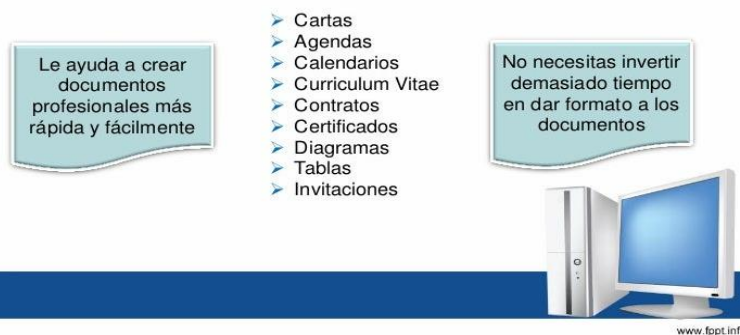 Le ayuda a crear
documentos
profesionales más
rápida y fácilmente
Cartas
Agendas
Calendarios
Curriculum Vitae
Contratos
Certificados
Diagramas
Tablas
Invitaciones
No necesitas invertir
demasiado tiempo
en dar formato a los
documentos
www.fppt.inf